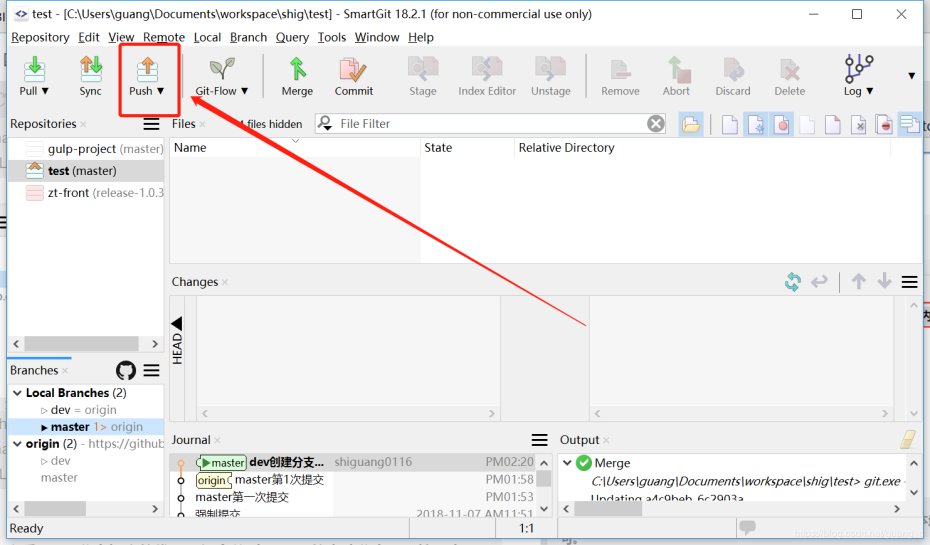 test - [C:\Users\guang\Documents\workspace\shig\test] - SmartGit 18.2.1 (for non-commercial use only)
Repository Edit View Remote Local Branch Query Tools Window Help
Pull ▼ Sync Push ▼ Git-Flow ▼ Merge Commit Stage Index Editor Unstage Remove Abort Discard Delete Log ▼
Repositories Files files hidden File Filter
Name State Relative Directory
gulp-project (master)
test (master)
zt-front (release-1.0.3
Changes
HEAD
Branches
Local Branches (2)
dev = origin
master 1> origin
origin (2) - https://github
dev
master
Journal
master dev创建分支... shiguang0116 PM02:20
origin master第1次提交 PM01:58
master第一次提交 PM01:53
强制提交 2018-11-07 AM11:51
Output
Merge
C:\Users\guang\Documents\workspace\shig\test> git.exe -
Updating a4c9beb..6c2903a
Ready 1:1